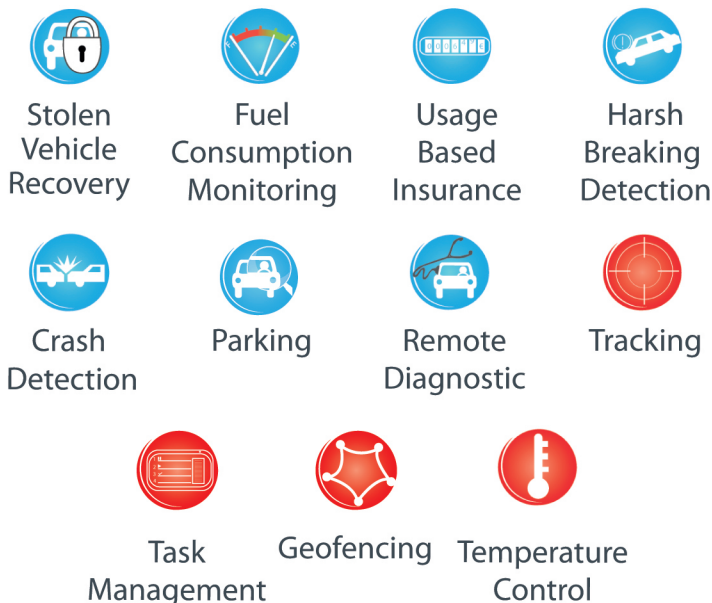 Stolen
Vehicle
Recovery
Fuel
Consumption
Monitoring
Usage
Based
Insurance
Harsh
Breaking
Detection
Crash
Detection
Parking
Remote
Diagnostic
Tracking
Task
Management
Geofencing
Temperature
Control